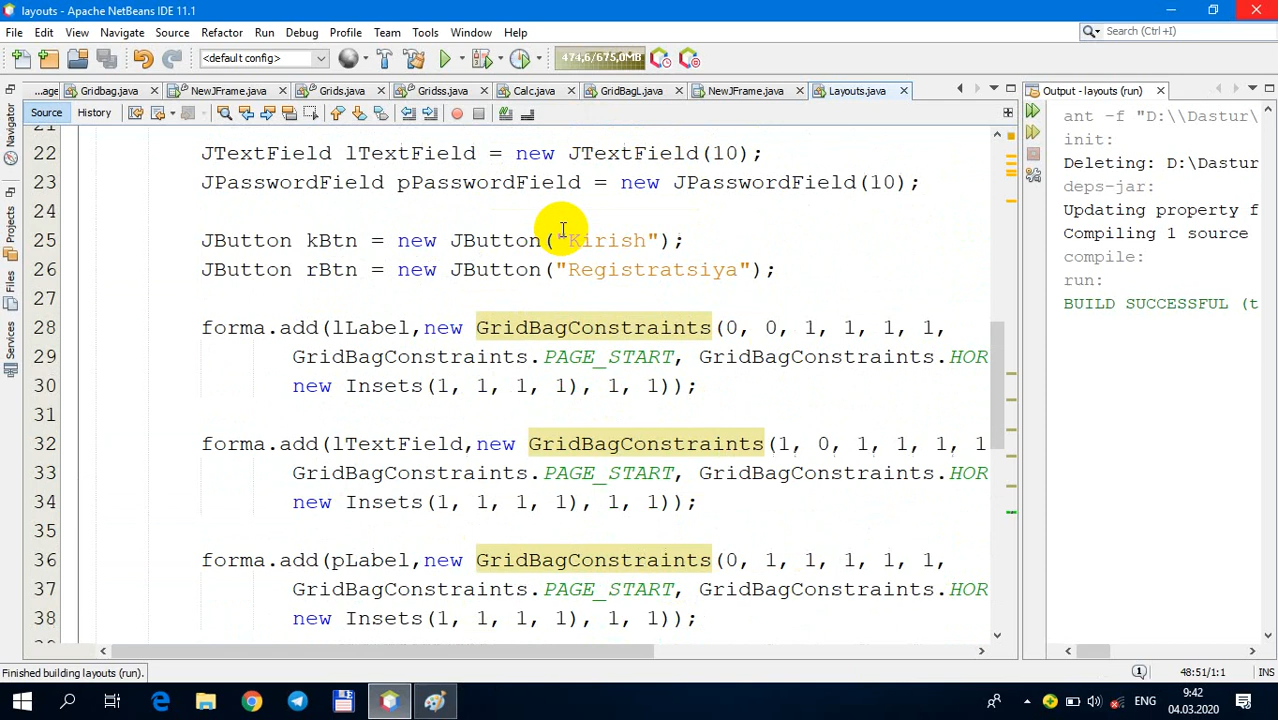 layouts - Apache NetBeans IDE 11.1
File Edit View Navigate Source Refactor Run Debug Profile Team Tools Window Help
Search (Ctrl+I)
<default config>
474,6/675,0MB
...age Gridbag.java NewJFrame.java Grids.java Gridss.java Calc.java GridBagL.java NewJFrame.java Layouts.java
Output - layouts (run)
Source History
Navigator
Projects
Files
Services
22 JTextField lTextField = new JTextField(10);
23 JPasswordField pPasswordField = new JPasswordField(10);
24
25 JButton kBtn = new JButton("Kirish");
26 JButton rBtn = new JButton("Registratsiya");
27
28 forma.add(lLabel,new GridBagConstraints(0, 0, 1, 1, 1, 1,
29 GridBagConstraints.PAGE_START, GridBagConstraints.HOR
30 new Insets(1, 1, 1, 1), 1, 1));
31
32 forma.add(lTextField,new GridBagConstraints(1, 0, 1, 1, 1, 1
33 GridBagConstraints.PAGE_START, GridBagConstraints.HOR
34 new Insets(1, 1, 1, 1), 1, 1));
35
36 forma.add(pLabel,new GridBagConstraints(0, 1, 1, 1, 1, 1,
37 GridBagConstraints.PAGE_START, GridBagConstraints.HOR
38 new Insets(1, 1, 1, 1), 1, 1));
ant -f "D:\\Dastur\
init:
Deleting: D:\Dastur
deps-jar:
Updating property f
Compiling 1 source
compile:
run:
BUILD SUCCESSFUL (t
Finished building layouts (run).
48:51/1:1
INS
ENG
9:42
04.03.2020